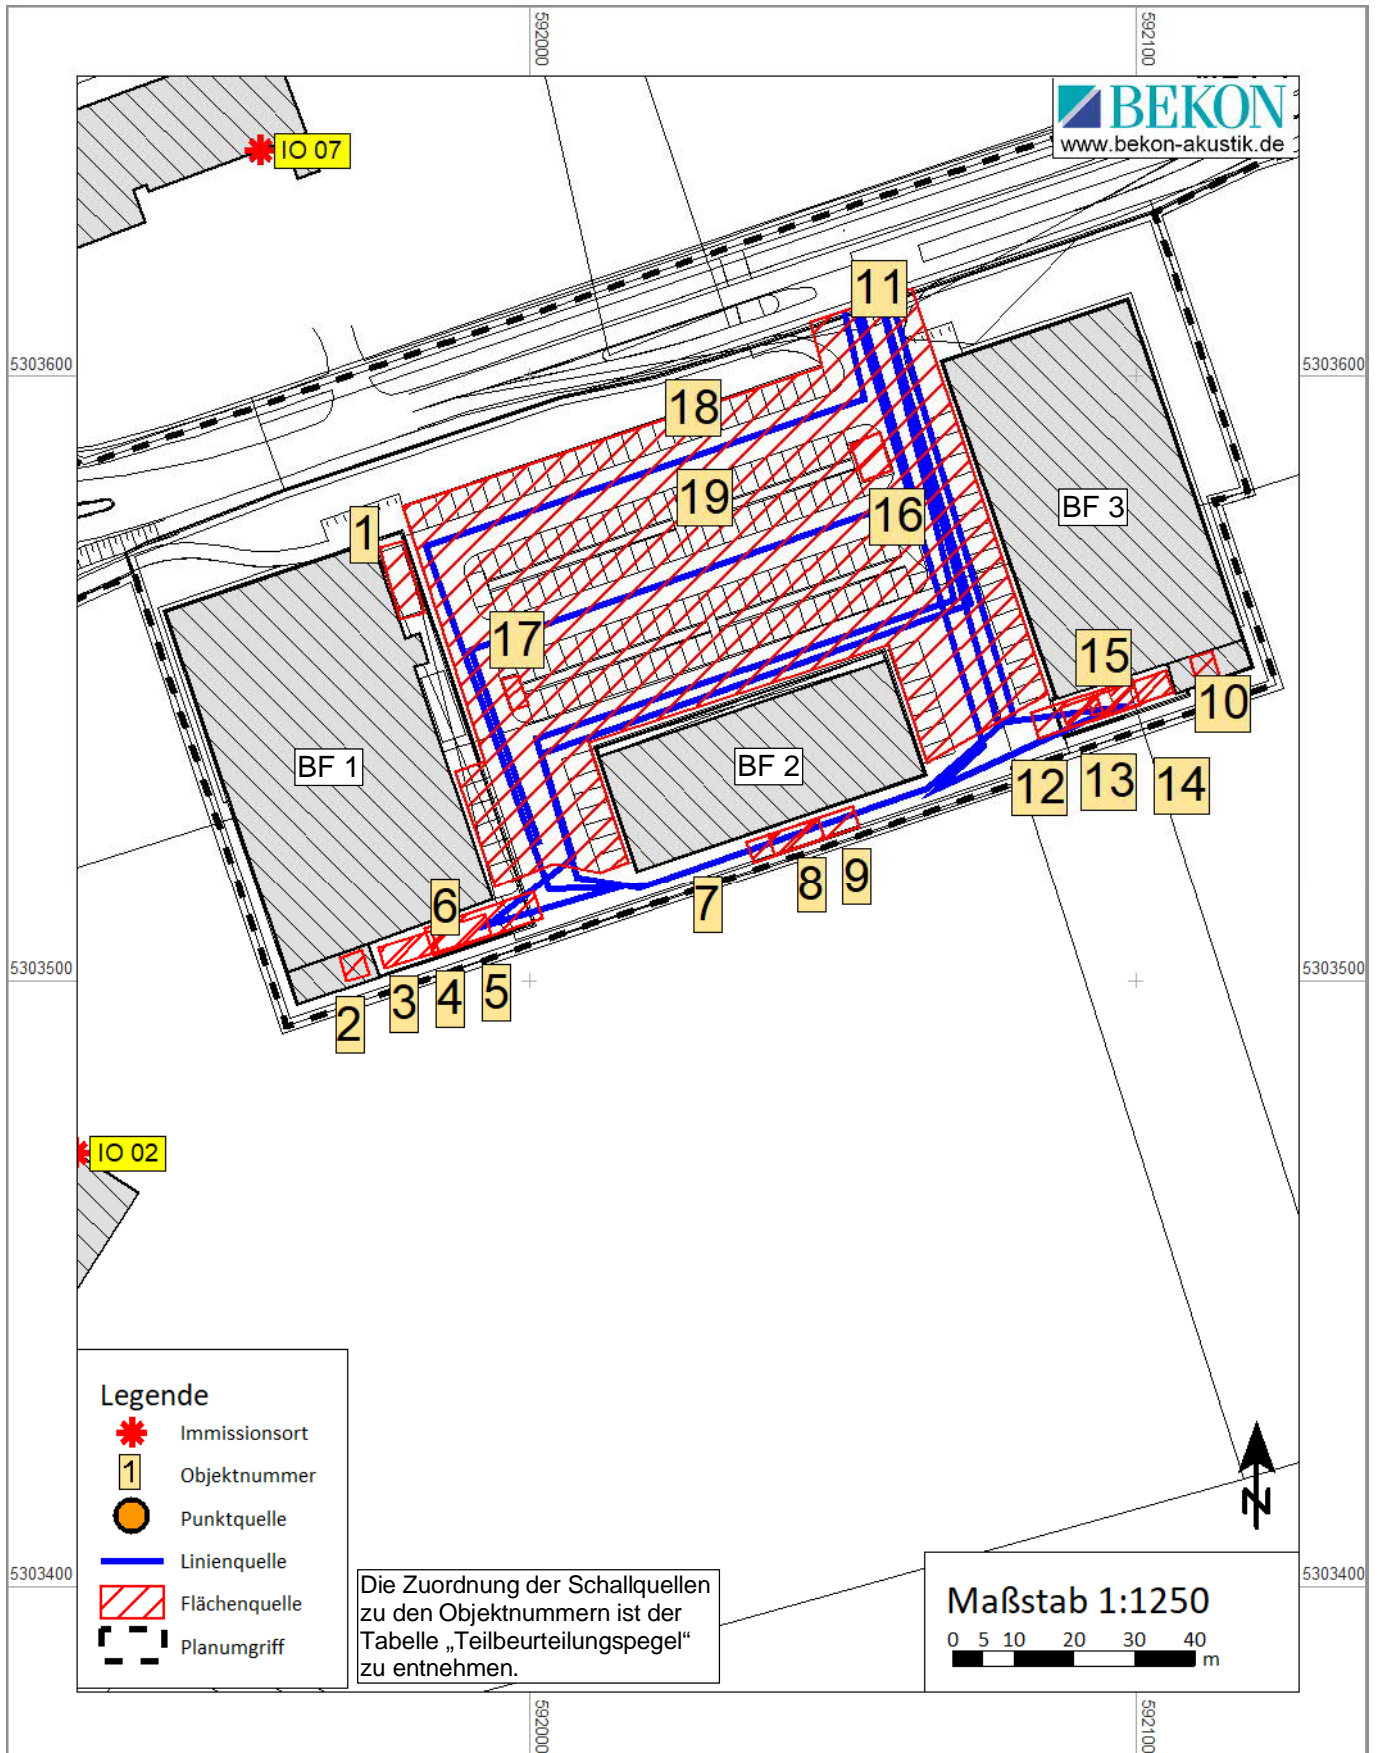 592000
592100
BEKON
www.bekon-akustik.de
IO 07
11
5303600
5303600
18
19
16
BF 3
1
17
15
10
BF 1
BF 2
12
13
14
6
7
8
9
5303500
5303500
2
3
4
5
IO 02
Legende
Immissionsort
1
Objektnummer
Punktquelle
Linienquelle
Flächenquelle
Planumgriff
N
5303400
5303400
Die Zuordnung der Schallquellen
zu den Objektnummern ist der
Tabelle „Teilbeurteilungspegel“
zu entnehmen.
Maßstab 1:1250
0 5 10 20 30 40
m
592000
592100